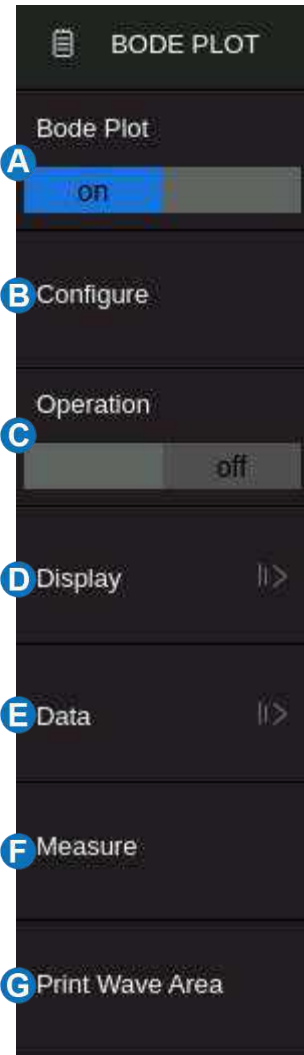 BODE PLOT
Bode Plot
A
on
B Configure
Operation
C
off
D Display
E Data
F Measure
G Print Wave Area